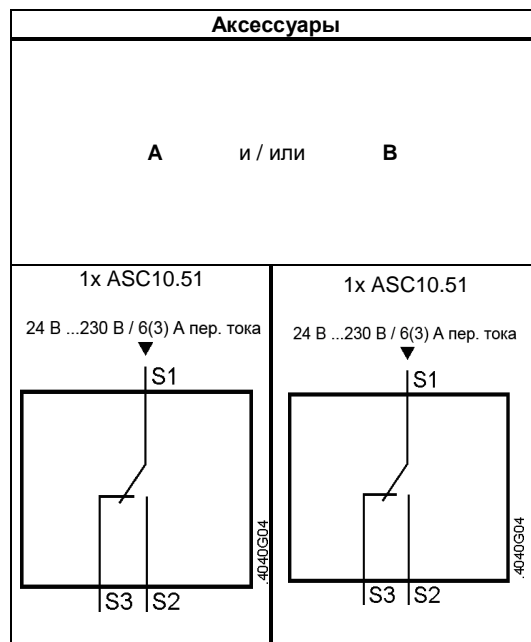 Аксессуары
А и / или В
1x ASC10.51
24 В ...230 В / 6(3) А пер. тока
S1
.4040G04
S3 S2
1x ASC10.51
24 В ...230 В / 6(3) А пер. тока
S1
.4040G04
S3 S2